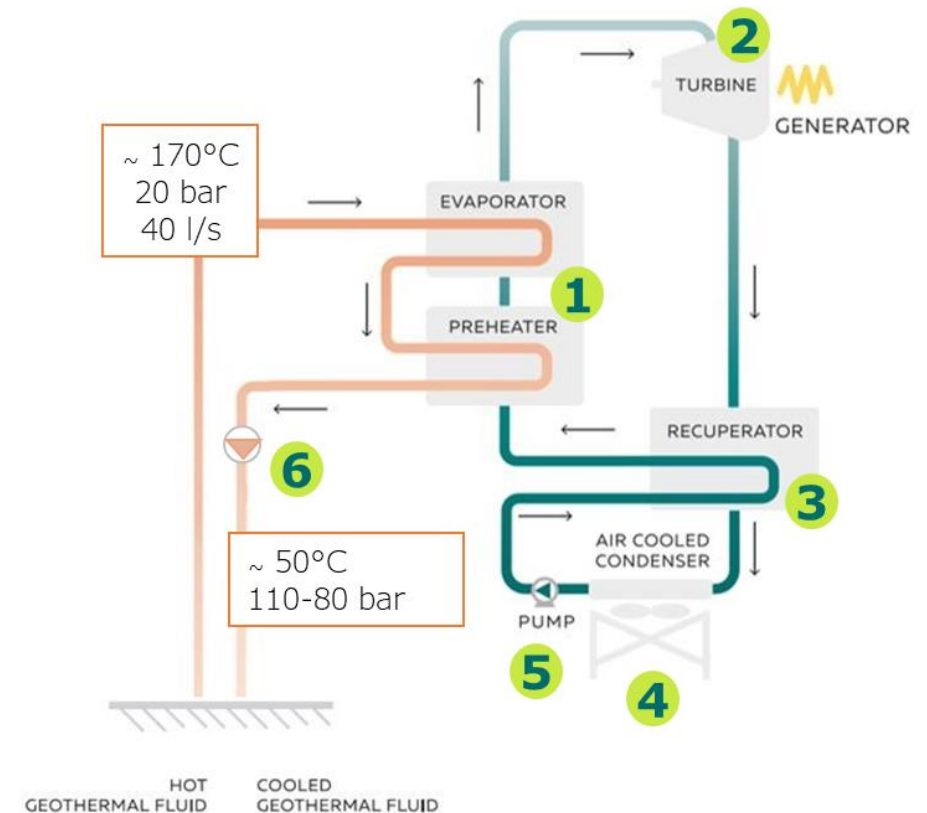 2
TURBINE
GENERATOR
~ 170°C
20 bar
40 l/s
EVAPORATOR
1
PREHEATER
RECUPERATOR
6
3
~ 50°C
110-80 bar
AIR COOLED
CONDENSER
PUMP
5
4
HOT
GEOTHERMAL FLUID
COOLED
GEOTHERMAL FLUID